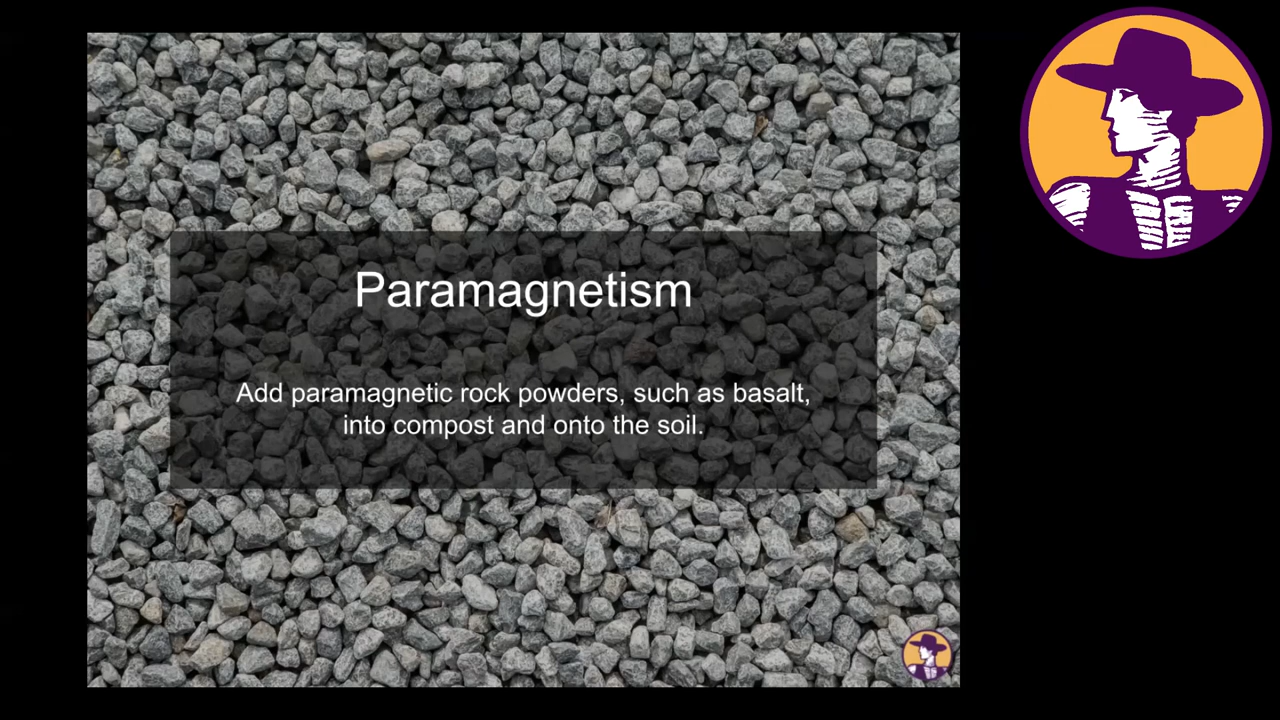 Paramagnetism
Add paramagnetic rock powders, such as basalt,
into compost and onto the soil.